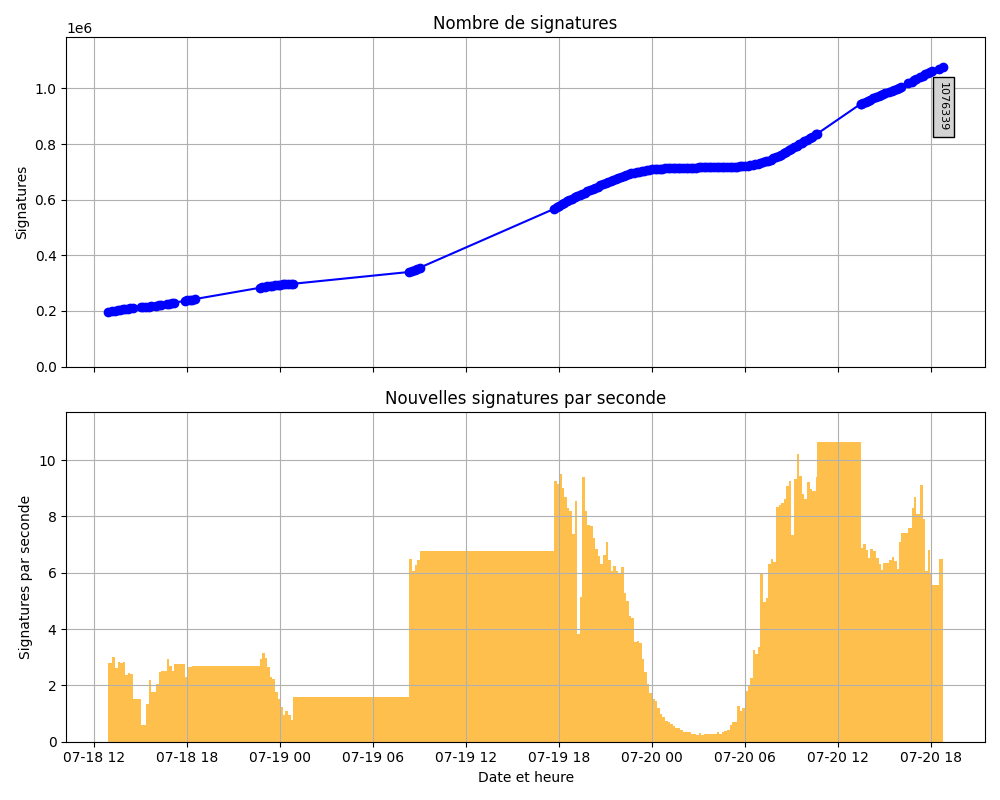 Nombre de signatures
1e6
1.0
0.8
0.6
0.4
0.2
0.0
Signatures
1076339
Nouvelles signatures par seconde
10
8
6
4
2
0
Signatures par seconde
07-18 12 07-18 18 07-19 00 07-19 06 07-19 12 07-19 18 07-20 00 07-20 06 07-20 12 07-20 18
Date et heure